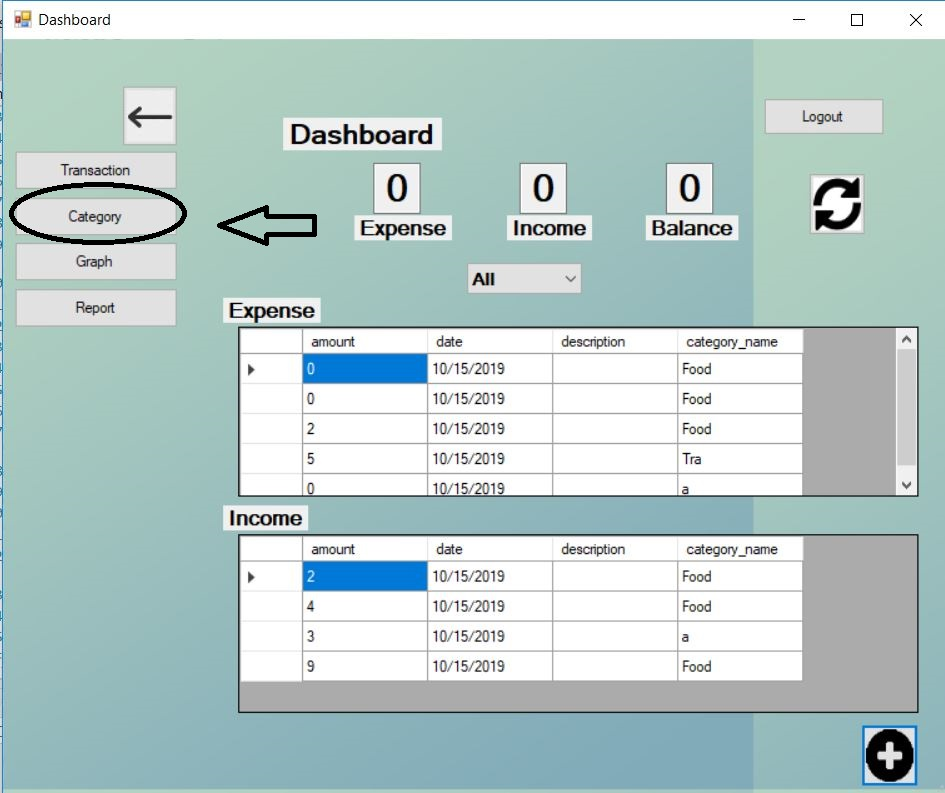 Dashboard
Logout
Dashboard
Transaction
0 0 0
Category
Expense Income Balance
Graph
All
Report
Expense
amount date description category_name
0 10/15/2019 Food
0 10/15/2019 Food
2 10/15/2019 Food
5 10/15/2019 Tra
0 10/15/2019 a
Income
amount date description category_name
2 10/15/2019 Food
4 10/15/2019 Food
3 10/15/2019 a
9 10/15/2019 Food